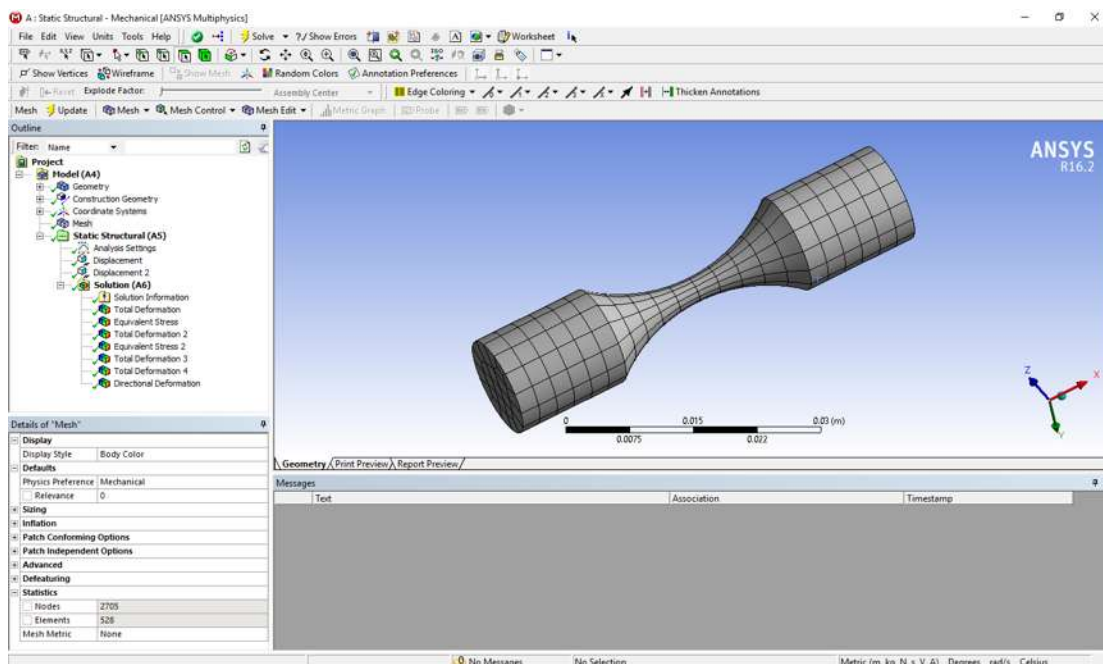 A : Static Structural - Mechanical [ANSYS Multiphysics]
File Edit View Units Tools Help Solve ?/ Show Errors A Worksheet
Show Vertices Wireframe Show Mesh Random Colors Annotation Preferences
Reset Explode Factor: Assembly Center Edge Coloring Thicken Annotations
Mesh Update Mesh Mesh Control Mesh Edit Metric Graph Probe
Outline
Filter: Name
Project
Model (A4)
Geometry
Construction Geometry
Coordinate Systems
Mesh
Static Structural (A5)
Analysis Settings
Displacement
Displacement 2
Solution (A6)
Solution Information
Total Deformation
Equivalent Stress
Total Deformation 2
Equivalent Stress 2
Total Deformation 3
Total Deformation 4
Directional Deformation
ANSYS
R16.2
Z X Y
0 0.015 0.03 (m)
0.0075 0.022
Geometry Print Preview Report Preview
Details of "Mesh"
Display
Display Style Body Color
Defaults
Physics Preference Mechanical
Relevance 0
Sizing
Inflation
Patch Conforming Options
Patch Independent Options
Advanced
Defeaturing
Statistics
Nodes 2705
Elements 528
Mesh Metric None
Messages
Text Association Timestamp
0 No Messages No Selection Metric (m, kg, N, s, V, A) Degrees rad/s Celsius